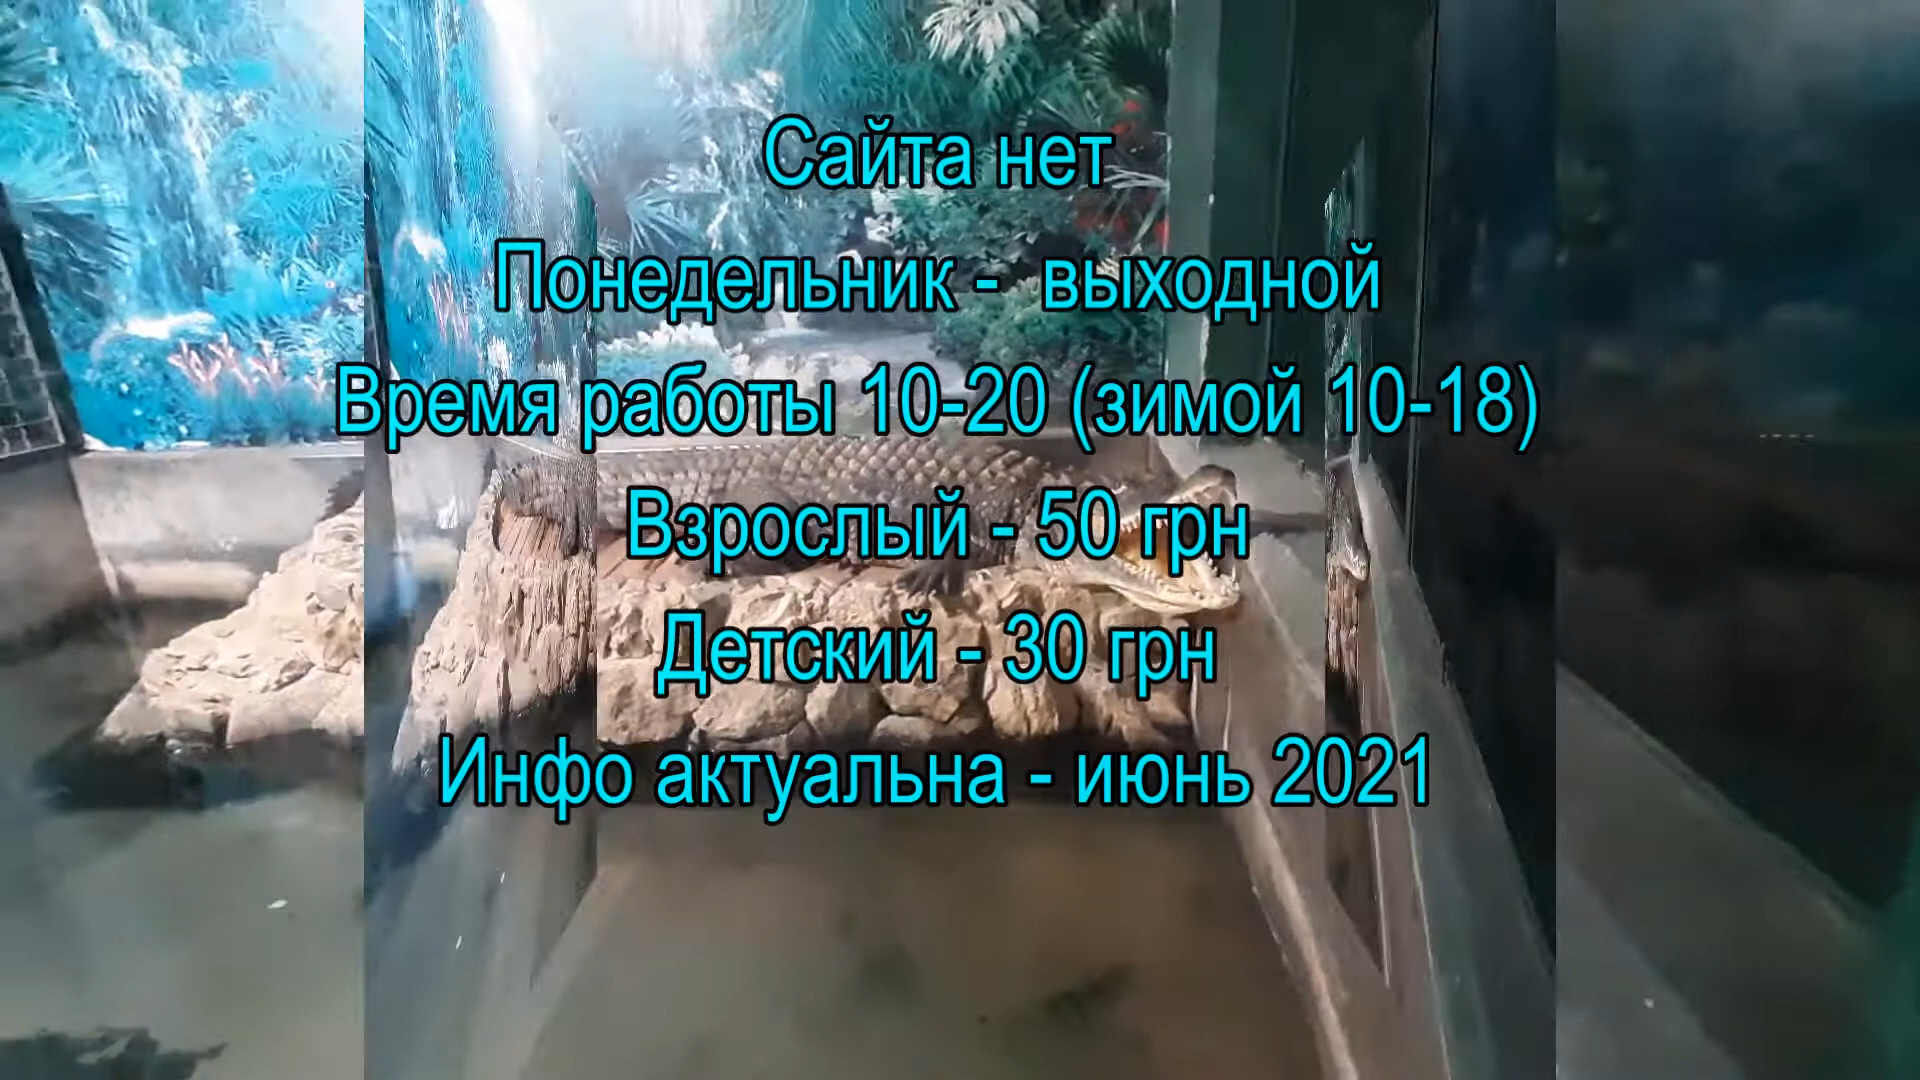 Сайта нет
Понедельник - выходной
Время работы 10-20 (зимой 10-18)
Взрослый - 50 грн
Детский - 30 грн
Инфо актуальна - июнь 2021